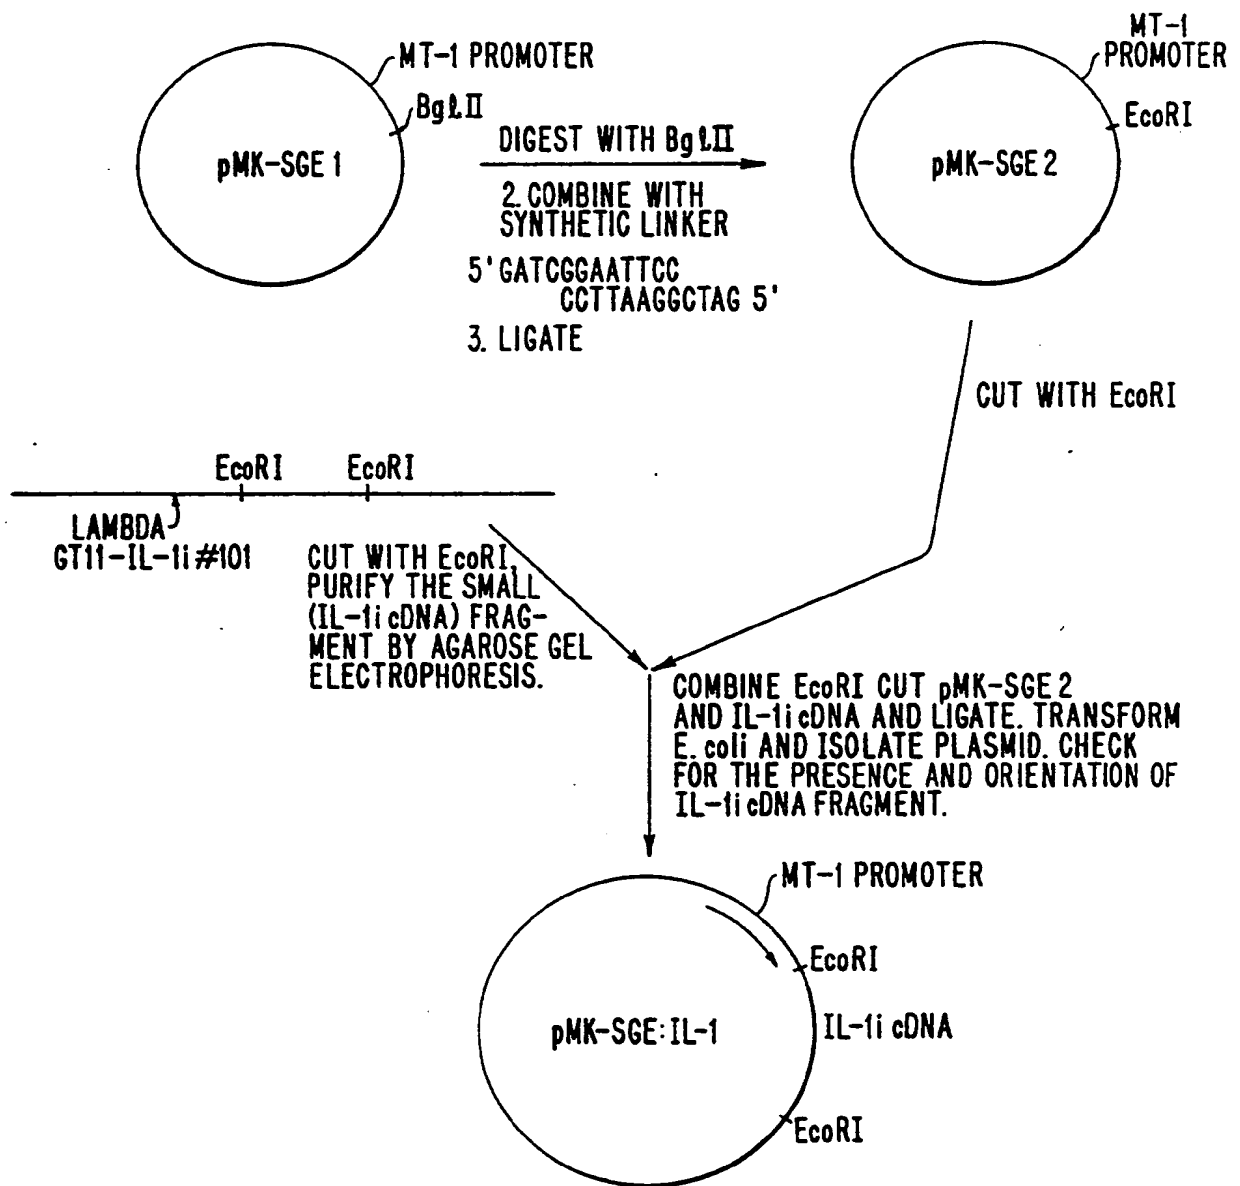 MT-1 PROMOTER
BglII
pMK-SGE 1
DIGEST WITH BglII
2. COMBINE WITH
SYNTHETIC LINKER
5' GATCGGAATTCC
CCTTAAGGCTAG 5'
3. LIGATE
MT-1
PROMOTER
EcoRI
pMK-SGE 2
CUT WITH EcoRI
EcoRI
EcoRI
LAMBDA
GT11-IL-1i#101
CUT WITH EcoRI,
PURIFY THE SMALL
(IL-1i cDNA) FRAG-
MENT BY AGAROSE GEL
ELECTROPHORESIS.
COMBINE EcoRI CUT pMK-SGE 2
AND IL-1i cDNA AND LIGATE. TRANSFORM
E. coli AND ISOLATE PLASMID. CHECK
FOR THE PRESENCE AND ORIENTATION OF
IL-1i cDNA FRAGMENT.
MT-1 PROMOTER
EcoRI
pMK-SGE:IL-1
IL-1i cDNA
EcoRI